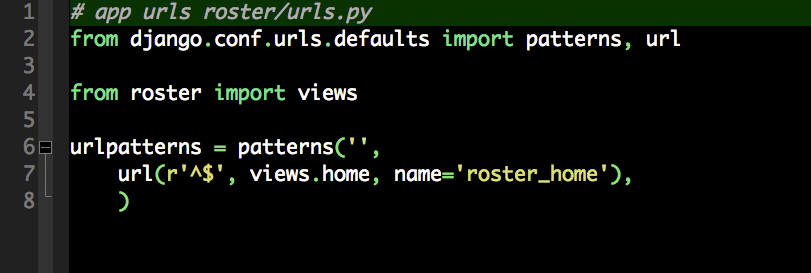 1 # app urls roster/urls.py
2 from django.conf.urls.defaults import patterns, url
3
4 from roster import views
5
6 urlpatterns = patterns('',
7 url(r'^$', views.home, name='roster_home'),
8 )